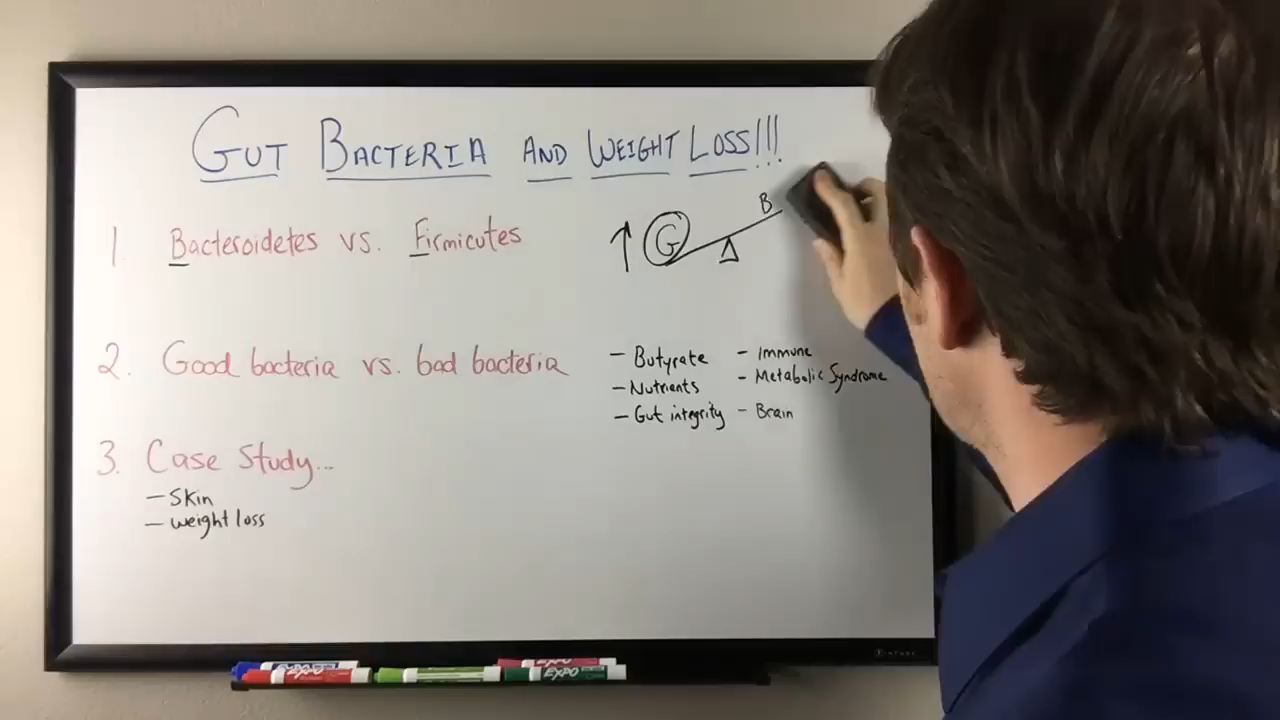 GUT BACTERIA AND WEIGHT LOSS!!!
1. Bacteroidetes vs. Firmicutes
G B
2. Good bacteria vs. bad bacteria
- Butyrate - Immune
- Nutrients - Metabolic Syndrome
- Gut integrity - Brain
3. Case Study...
- Skin
- weight loss
EXPO
EXPO
EXPO